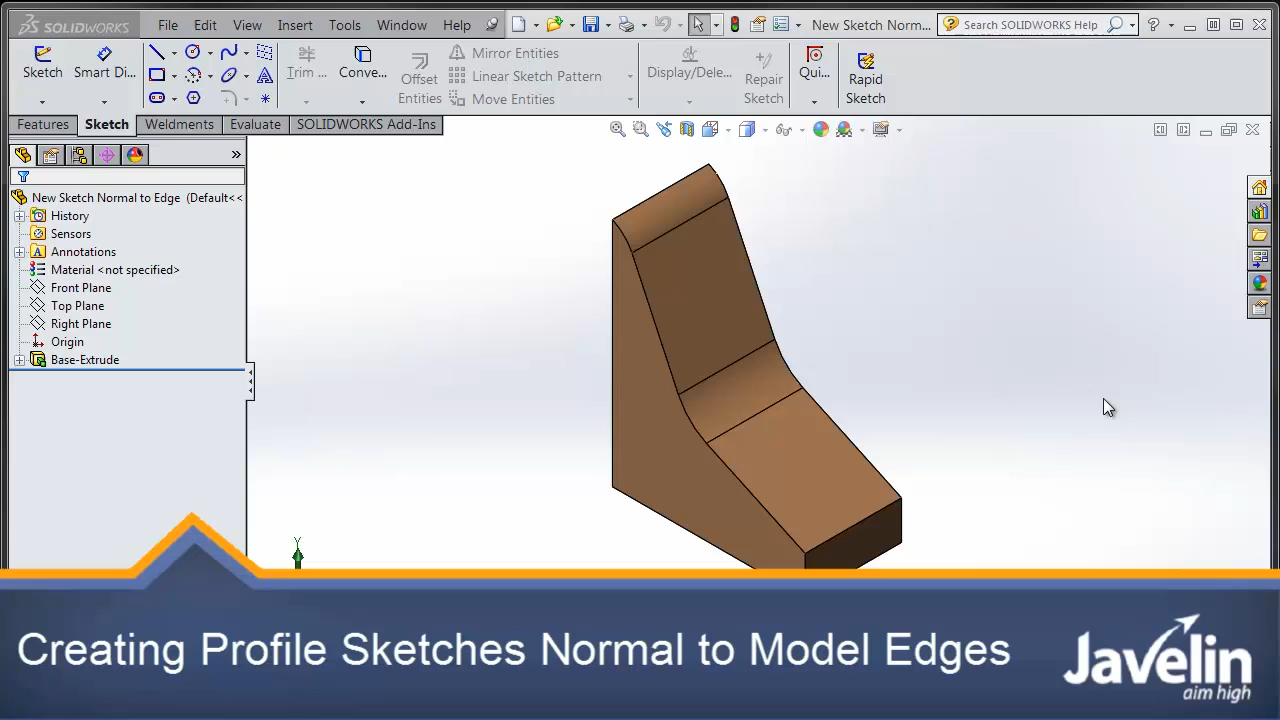 SOLIDWORKS File Edit View Insert Tools Window Help New Sketch Norm... Search SOLIDWORKS Help ?
Sketch Smart Di... Trim ... Conve... Offset Entities Mirror Entities Linear Sketch Pattern Move Entities Display/Dele... Repair Sketch Qui... Rapid Sketch
Features Sketch Weldments Evaluate SOLIDWORKS Add-Ins
»
New Sketch Normal to Edge (Default<<
History
Sensors
Annotations
Material <not specified>
Front Plane
Top Plane
Right Plane
Origin
Base-Extrude
Y
Creating Profile Sketches Normal to Model Edges
Javelin
aim high